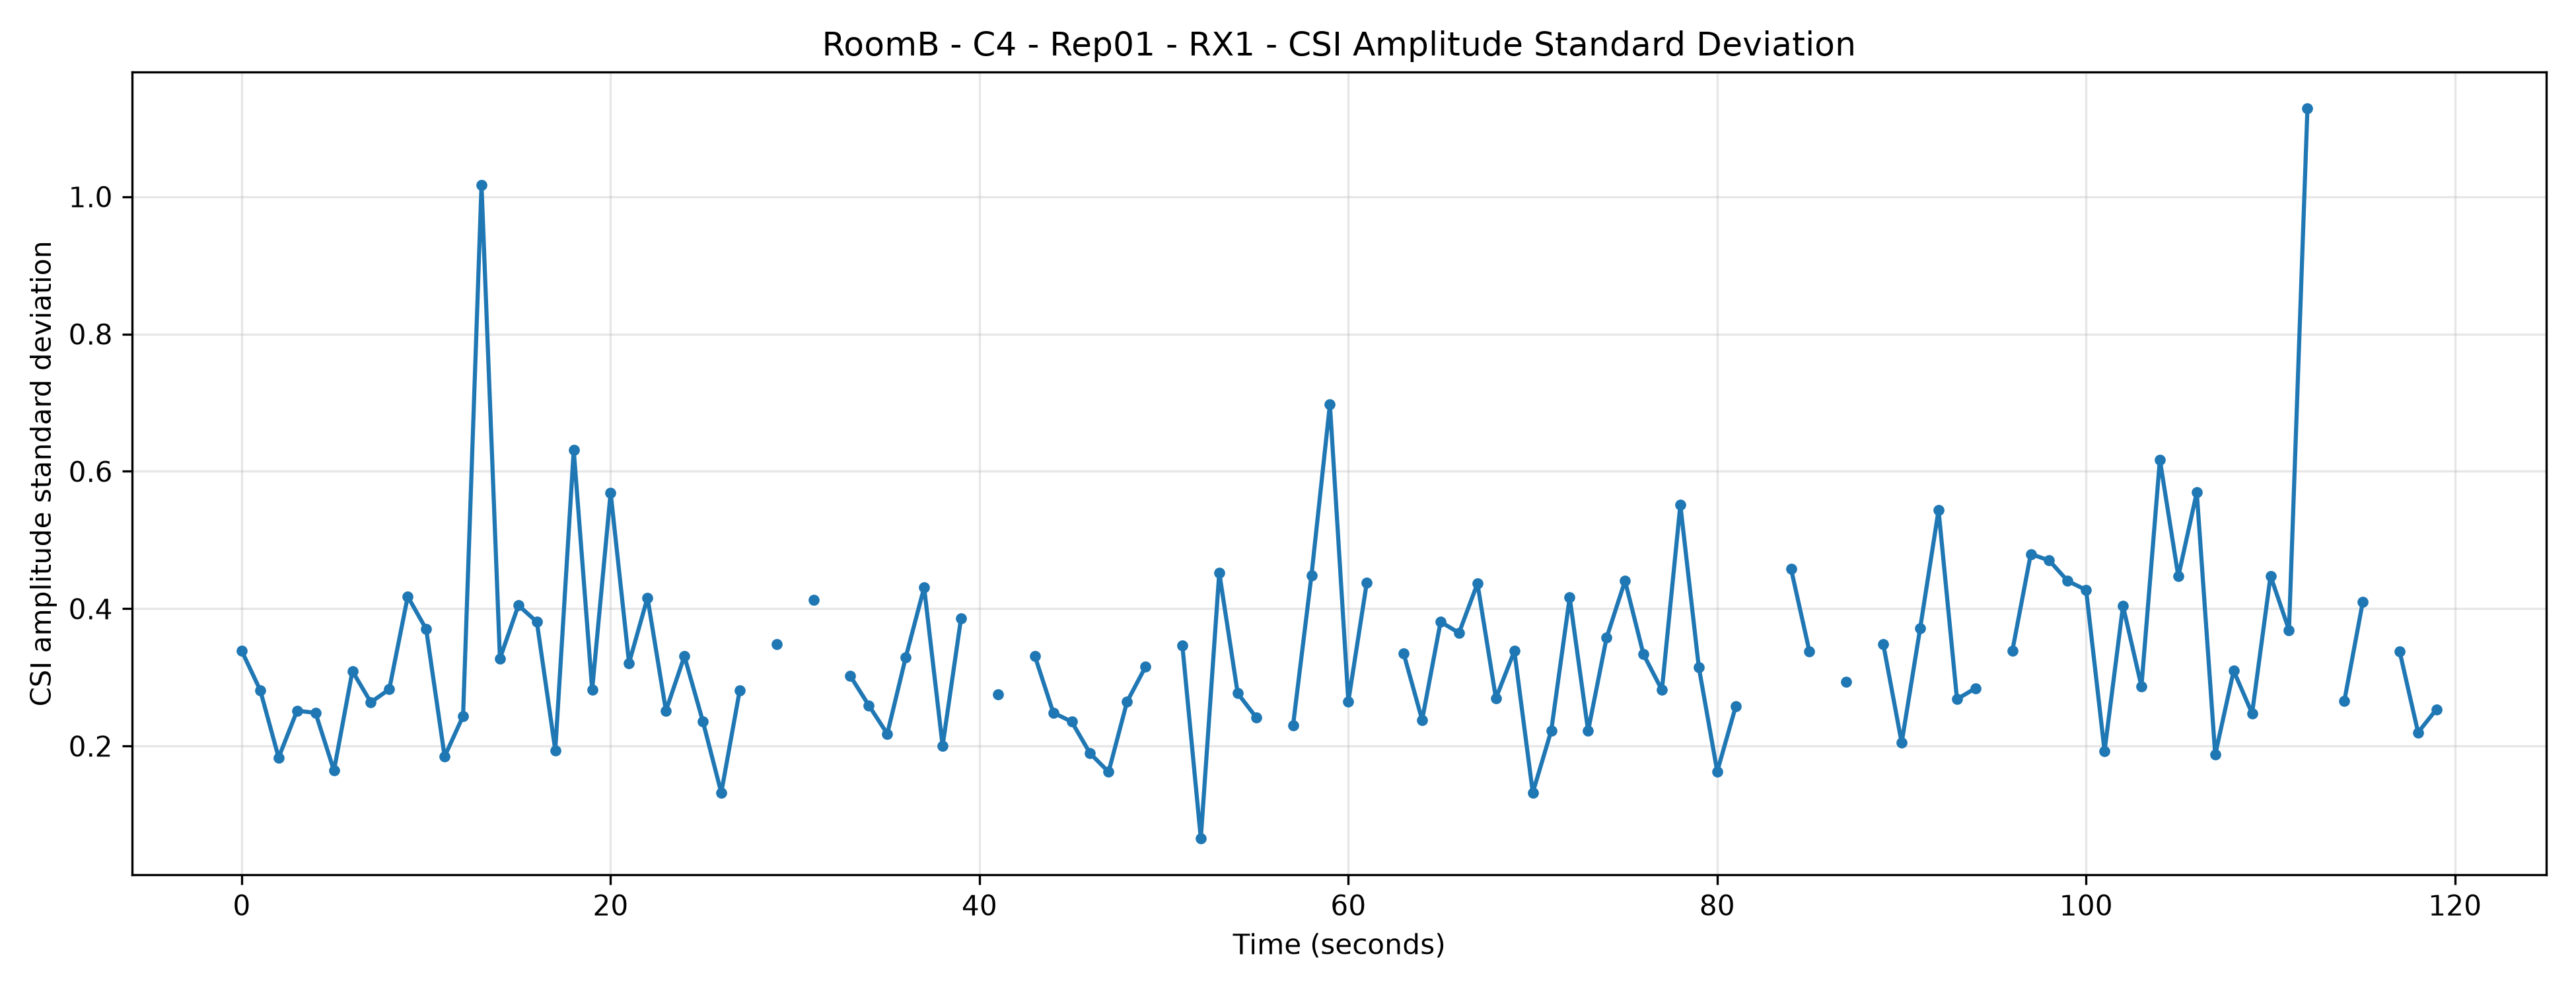 RoomB - C4 - Rep01 - RX1 - CSI Amplitude Standard Deviation
CSI amplitude standard deviation
1.0
0.8
0.6
0.4
0.2
0 20 40 60 80 100 120
Time (seconds)